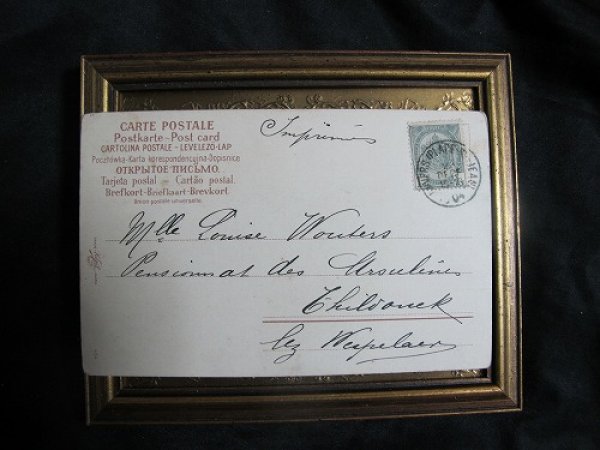 CARTE POSTALE
Postkarte - Post card
CARTOLINA POSTALE - LEVELEZO-LAP
Pocztówka-Karta korespondencyjna-Dopisnice
ОТКРЫТОЕ ПИСЬМО.
Tarjeta postal - Cartão postal.
Brefkort-Briefkaart-Brevkort.
Union postale universelle.
Imprimés
Mlle Louise Wouters
Pensionnat des Ursulines
Thildonck
lez Wespelaer